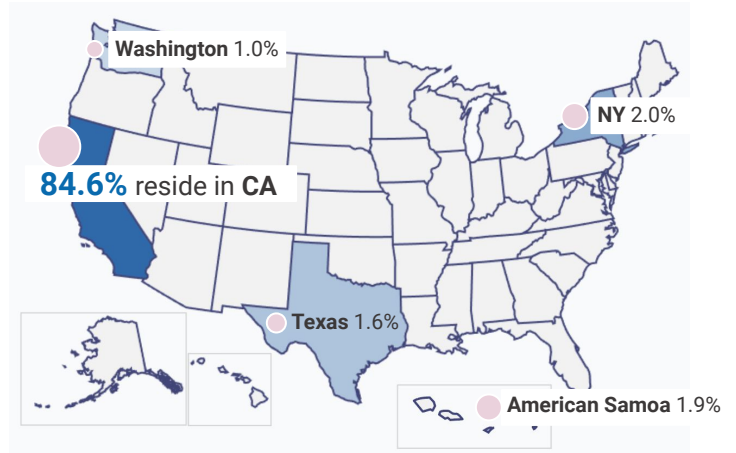 Washington 1.0%
NY 2.0%
84.6% reside in CA
Texas 1.6%
American Samoa 1.9%